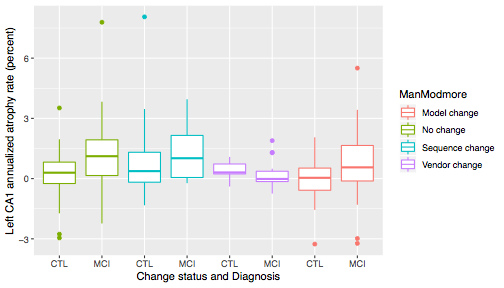 Left CA1 annualized atrophy rate (percent)
6
3
0
−3
CTL MCI CTL MCI CTL MCI CTL MCI
Change status and Diagnosis
ManModmore
Model change
No change
Sequence change
Vendor change